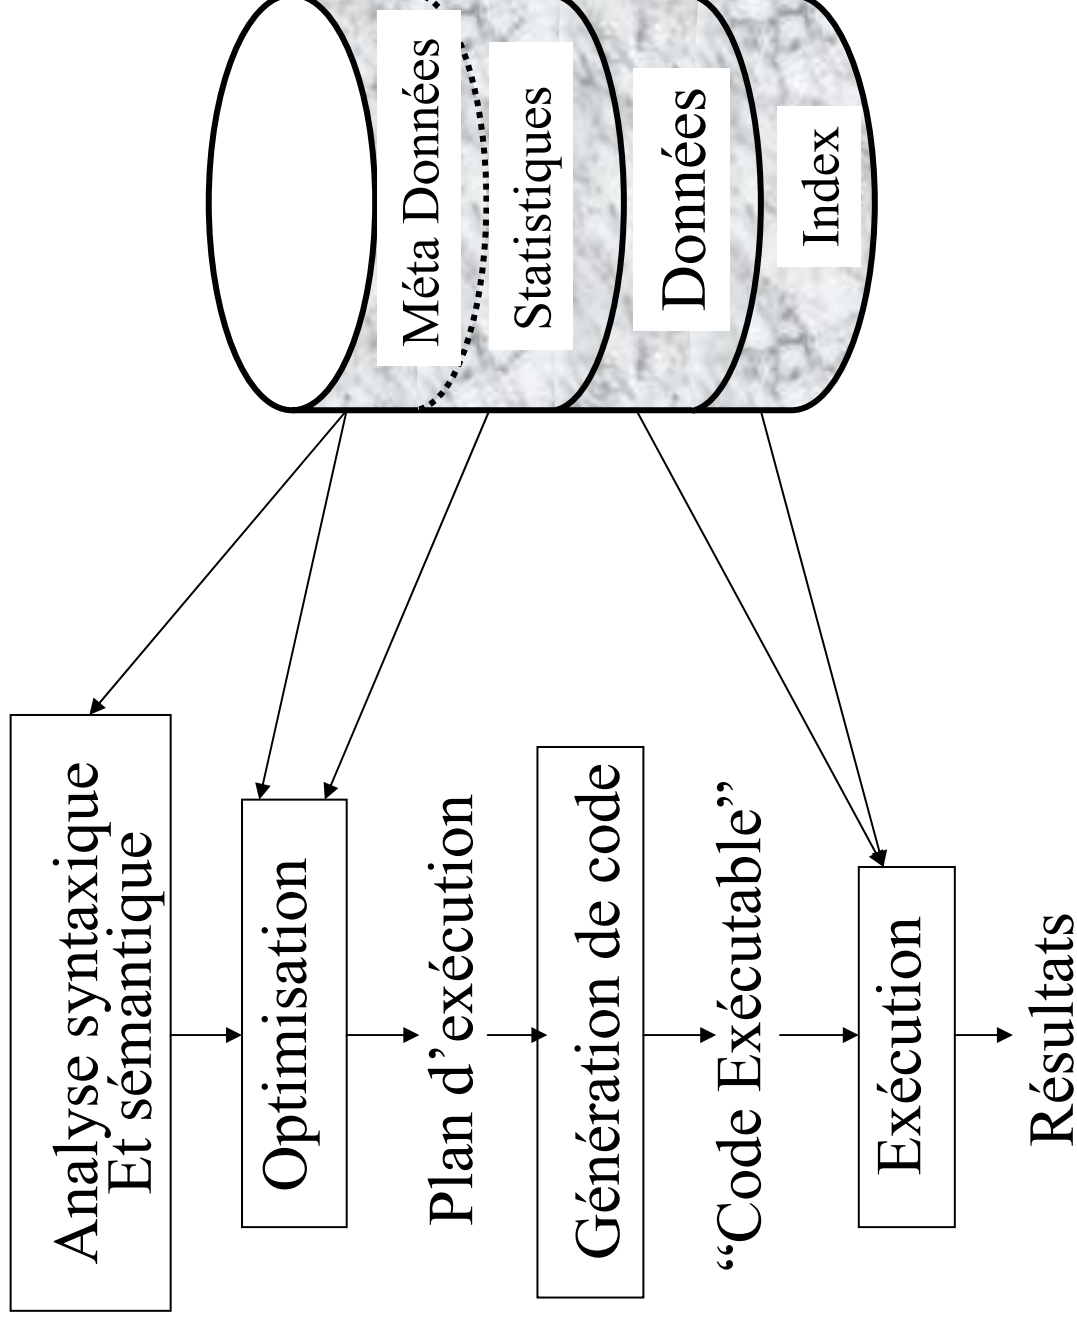 Analyse syntaxique
Et sémantique
Optimisation
Plan d'exécution
Génération de code
“Code Exécutable”
Exécution
Résultats
Méta Données
Statistiques
Données
Index